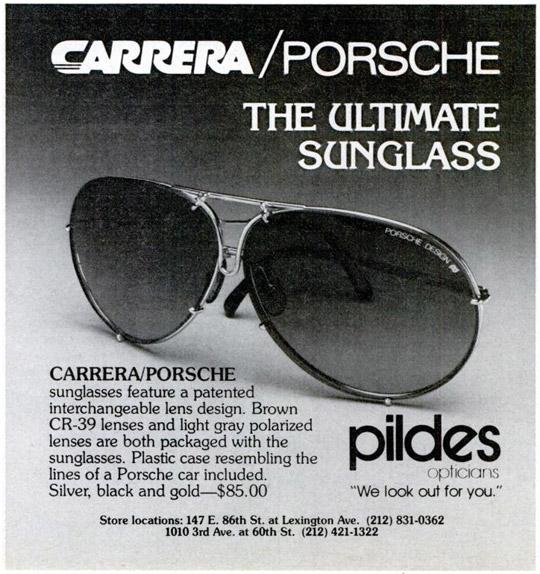 CARRERA/PORSCHE
THE ULTIMATE
SUNGLASS
PORSCHE DESIGN
CARRERA/PORSCHE
sunglasses feature a patented
interchangeable lens design. Brown
CR-39 lenses and light gray polarized
lenses are both packaged with the
sunglasses. Plastic case resembling the
lines of a Porsche car included.
Silver, black and gold—$85.00
pildes
opticians
"We look out for you."
Store locations: 147 E. 86th St. at Lexington Ave. (212) 831-0362
1010 3rd Ave. at 60th St. (212) 421-1322